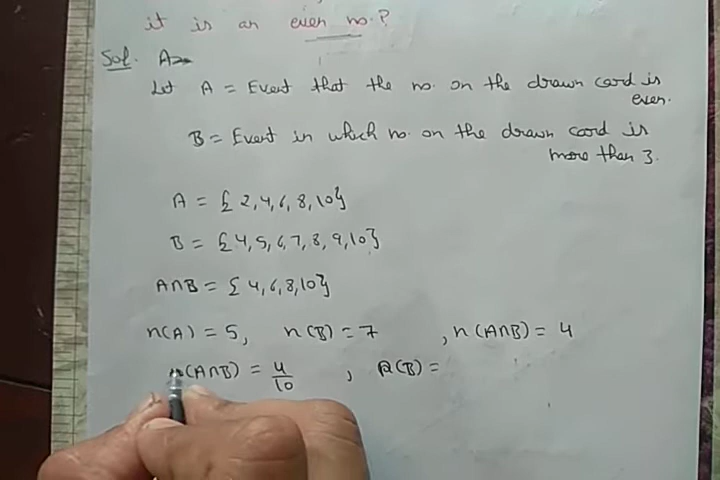 it is an even no.?
Sol. A
Let A = Event that the no. on the drawn card is
even.
B = Event in which no. on the drawn card is
more than 3.
A = { 2,4,6,8,10}
B = {4,5,6,7,8,9,10}
A∩B = { 4,6,8,10}
n(A) = 5, n(B) = 7 , n(A∩B) = 4
(A∩B) = 4/10 , P(B) =